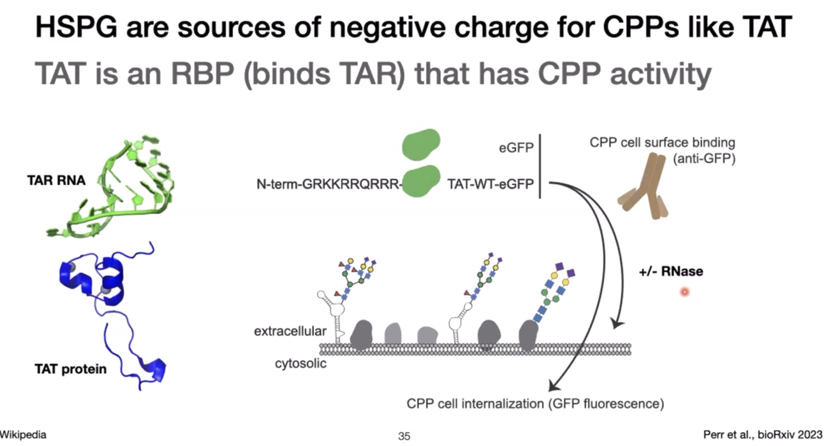 HSPG are sources of negative charge for CPPs like TAT
TAT is an RBP (binds TAR) that has CPP activity
TAR RNA
TAT protein
eGFP
N-term-GRKKRRQRRR-
TAT-WT-eGFP
CPP cell surface binding
(anti-GFP)
+/- RNase
extracellular
cytosolic
CPP cell internalization (GFP fluorescence)
Wikipedia
35
Perr et al., bioRxiv 2023